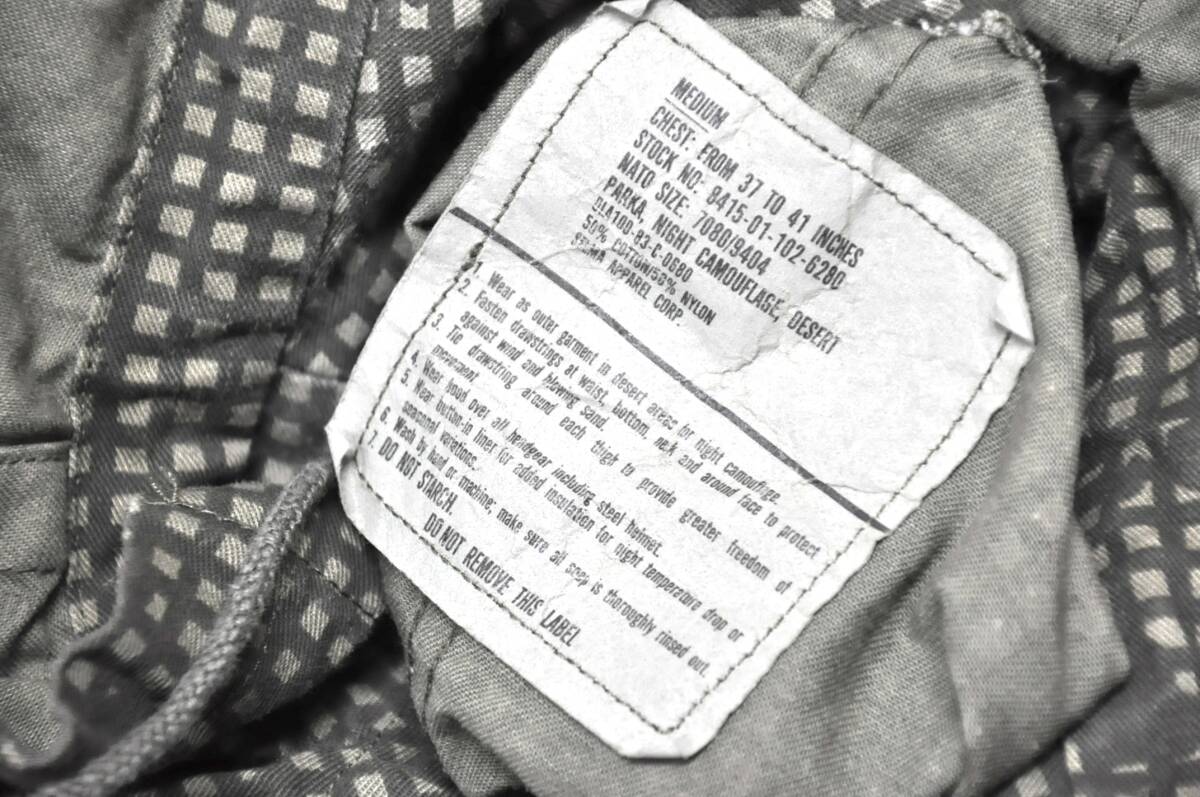 MEDIUM
CHEST: FROM 37 TO 41 INCHES
STOCK NO: 8415-01-102-6280
NATO SIZE: 7080/9404
PARKA, NIGHT CAMOUFLAGE, DESERT
DLA100-83-C-0680
50% COTTON/50% NYLON
APPAREL CORP.
1. Wear as outer garment in desert areas for night camouflage.
2. Fasten drawstrings at waist, bottom, neck and around face to protect
against wind and blowing sand.
3. Tie drawstring around each thigh to provide greater freedom of
movement.
4. Wear hood over all headgear including steel helmet.
5. Wear button-in liner for added insulation for night temperature drop or
seasonal variations.
6. Wash by hand or machine; make sure all soap is thoroughly rinsed out.
7. DO NOT STARCH.
DO NOT REMOVE THIS LABEL